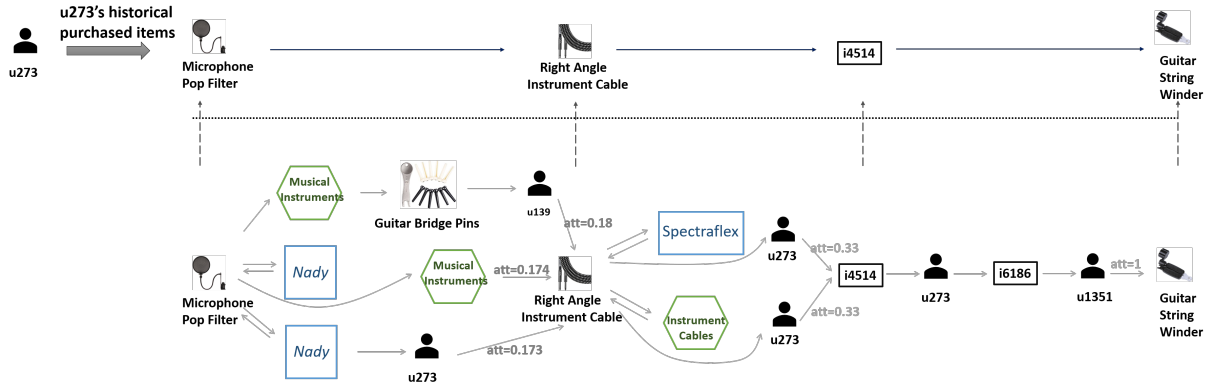 u273's historical
purchased items
u273
Microphone
Pop Filter
Right Angle
Instrument Cable
i4514
Guitar
String
Winder
Musical
Instruments
Guitar Bridge Pins
u139
att=0.18
Spectraflex
u273
att=0.33
Nady
Musical
Instruments
att=0.174
Microphone
Pop Filter
Right Angle
Instrument Cable
i4514
u273
i6186
u1351
att=1
Guitar
String
Winder
Nady
u273
att=0.173
Instrument
Cables
u273
att=0.33